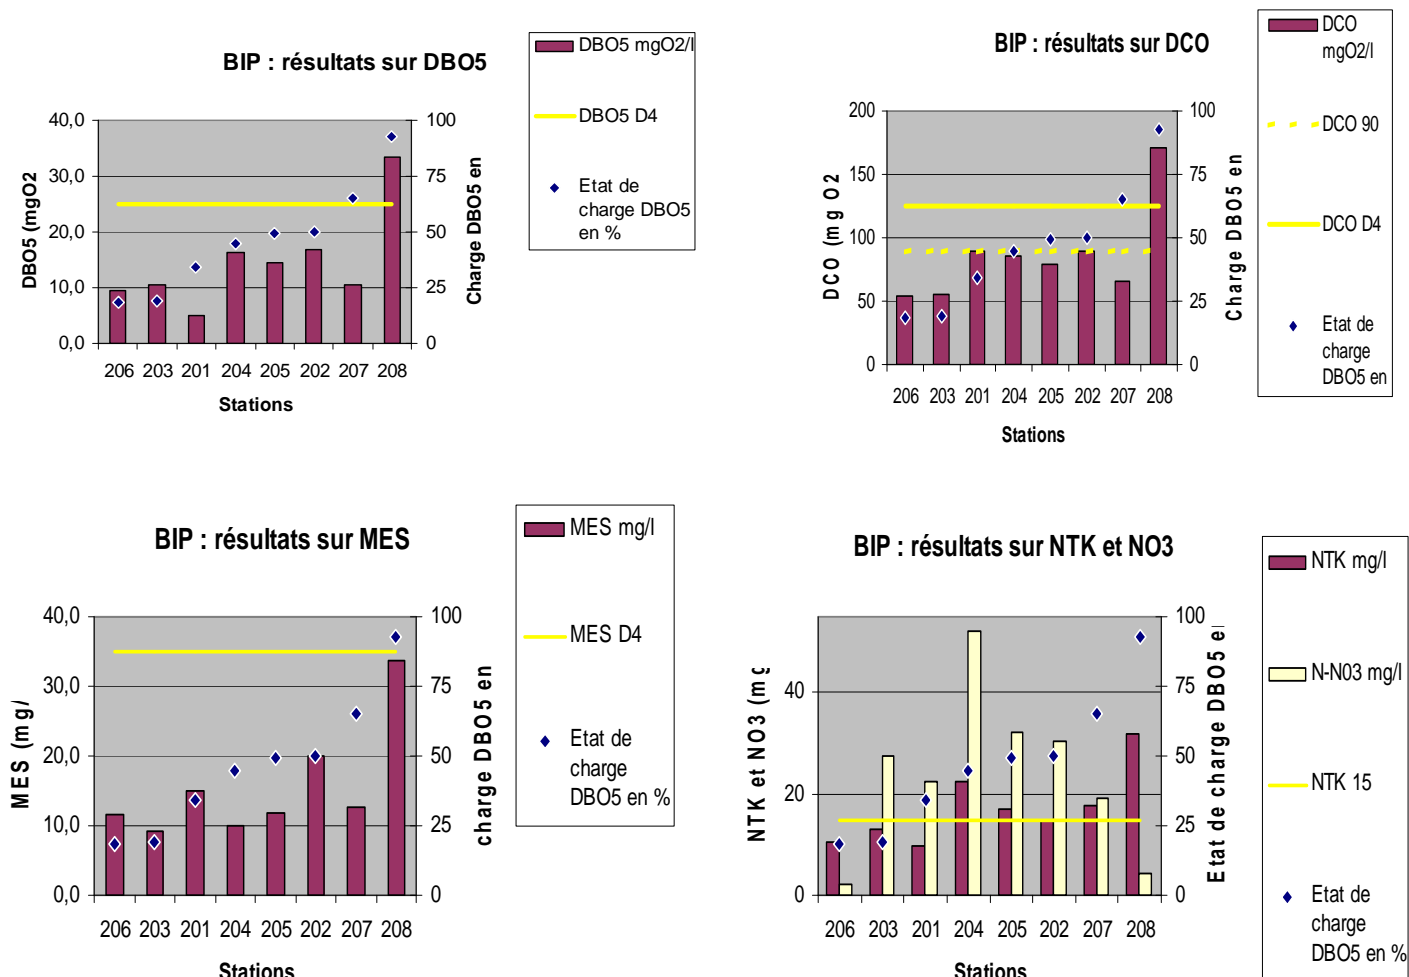 BIP : résultats sur DBO5
40,0
30,0
20,0
10,0
0,0
DBO5 (mgO2
100
75
50
25
0
Charge DBO5 en
206 203 201 204 205 202 207 208
Stations
DBO5 mgO2/l
DBO5 D4
Etat de
charge DBO5
en %
BIP : résultats sur DCO
200
150
100
50
0
DCO (mg O2
100
75
50
25
0
Charge DBO5 en
206 203 201 204 205 202 207 208
Stations
DCO
mgO2/l
DCO 90
DCO D4
Etat de
charge
DBO5 en
BIP : résultats sur MES
40,0
30,0
20,0
10,0
0,0
MES (mg/
100
75
50
25
0
charge DBO5 en
206 203 201 204 205 202 207 208
Stations
MES mg/l
MES D4
Etat de
charge
DBO5 en %
BIP : résultats sur NTK et NO3
40
20
0
NTK et NO3 (mg
100
75
50
25
0
Etat de charge DBO5 e
206 203 201 204 205 202 207 208
Stations
NTK mg/l
N-N03 mg/l
NTK 15
Etat de
charge
DBO5 en %